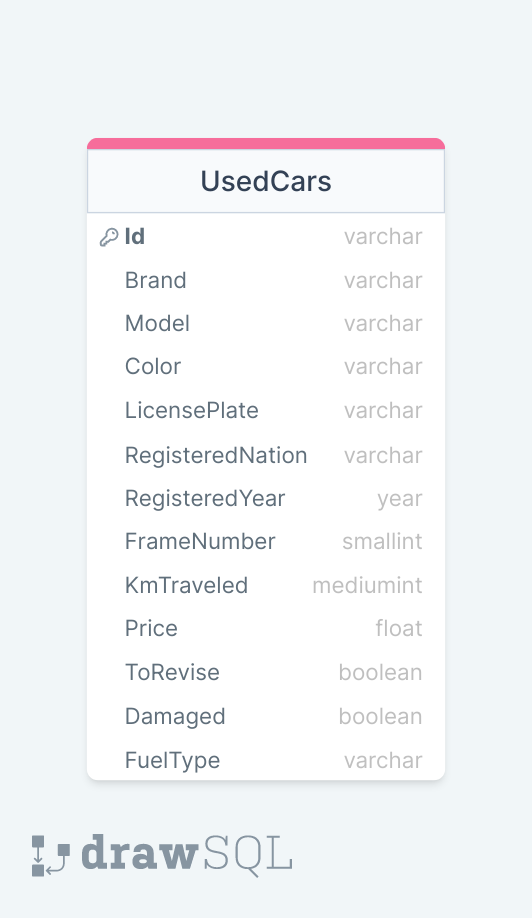 UsedCars
Id varchar
Brand varchar
Model varchar
Color varchar
LicensePlate varchar
RegisteredNation varchar
RegisteredYear year
FrameNumber smallint
KmTraveled mediumint
Price float
ToRevise boolean
Damaged boolean
FuelType varchar
drawSQL